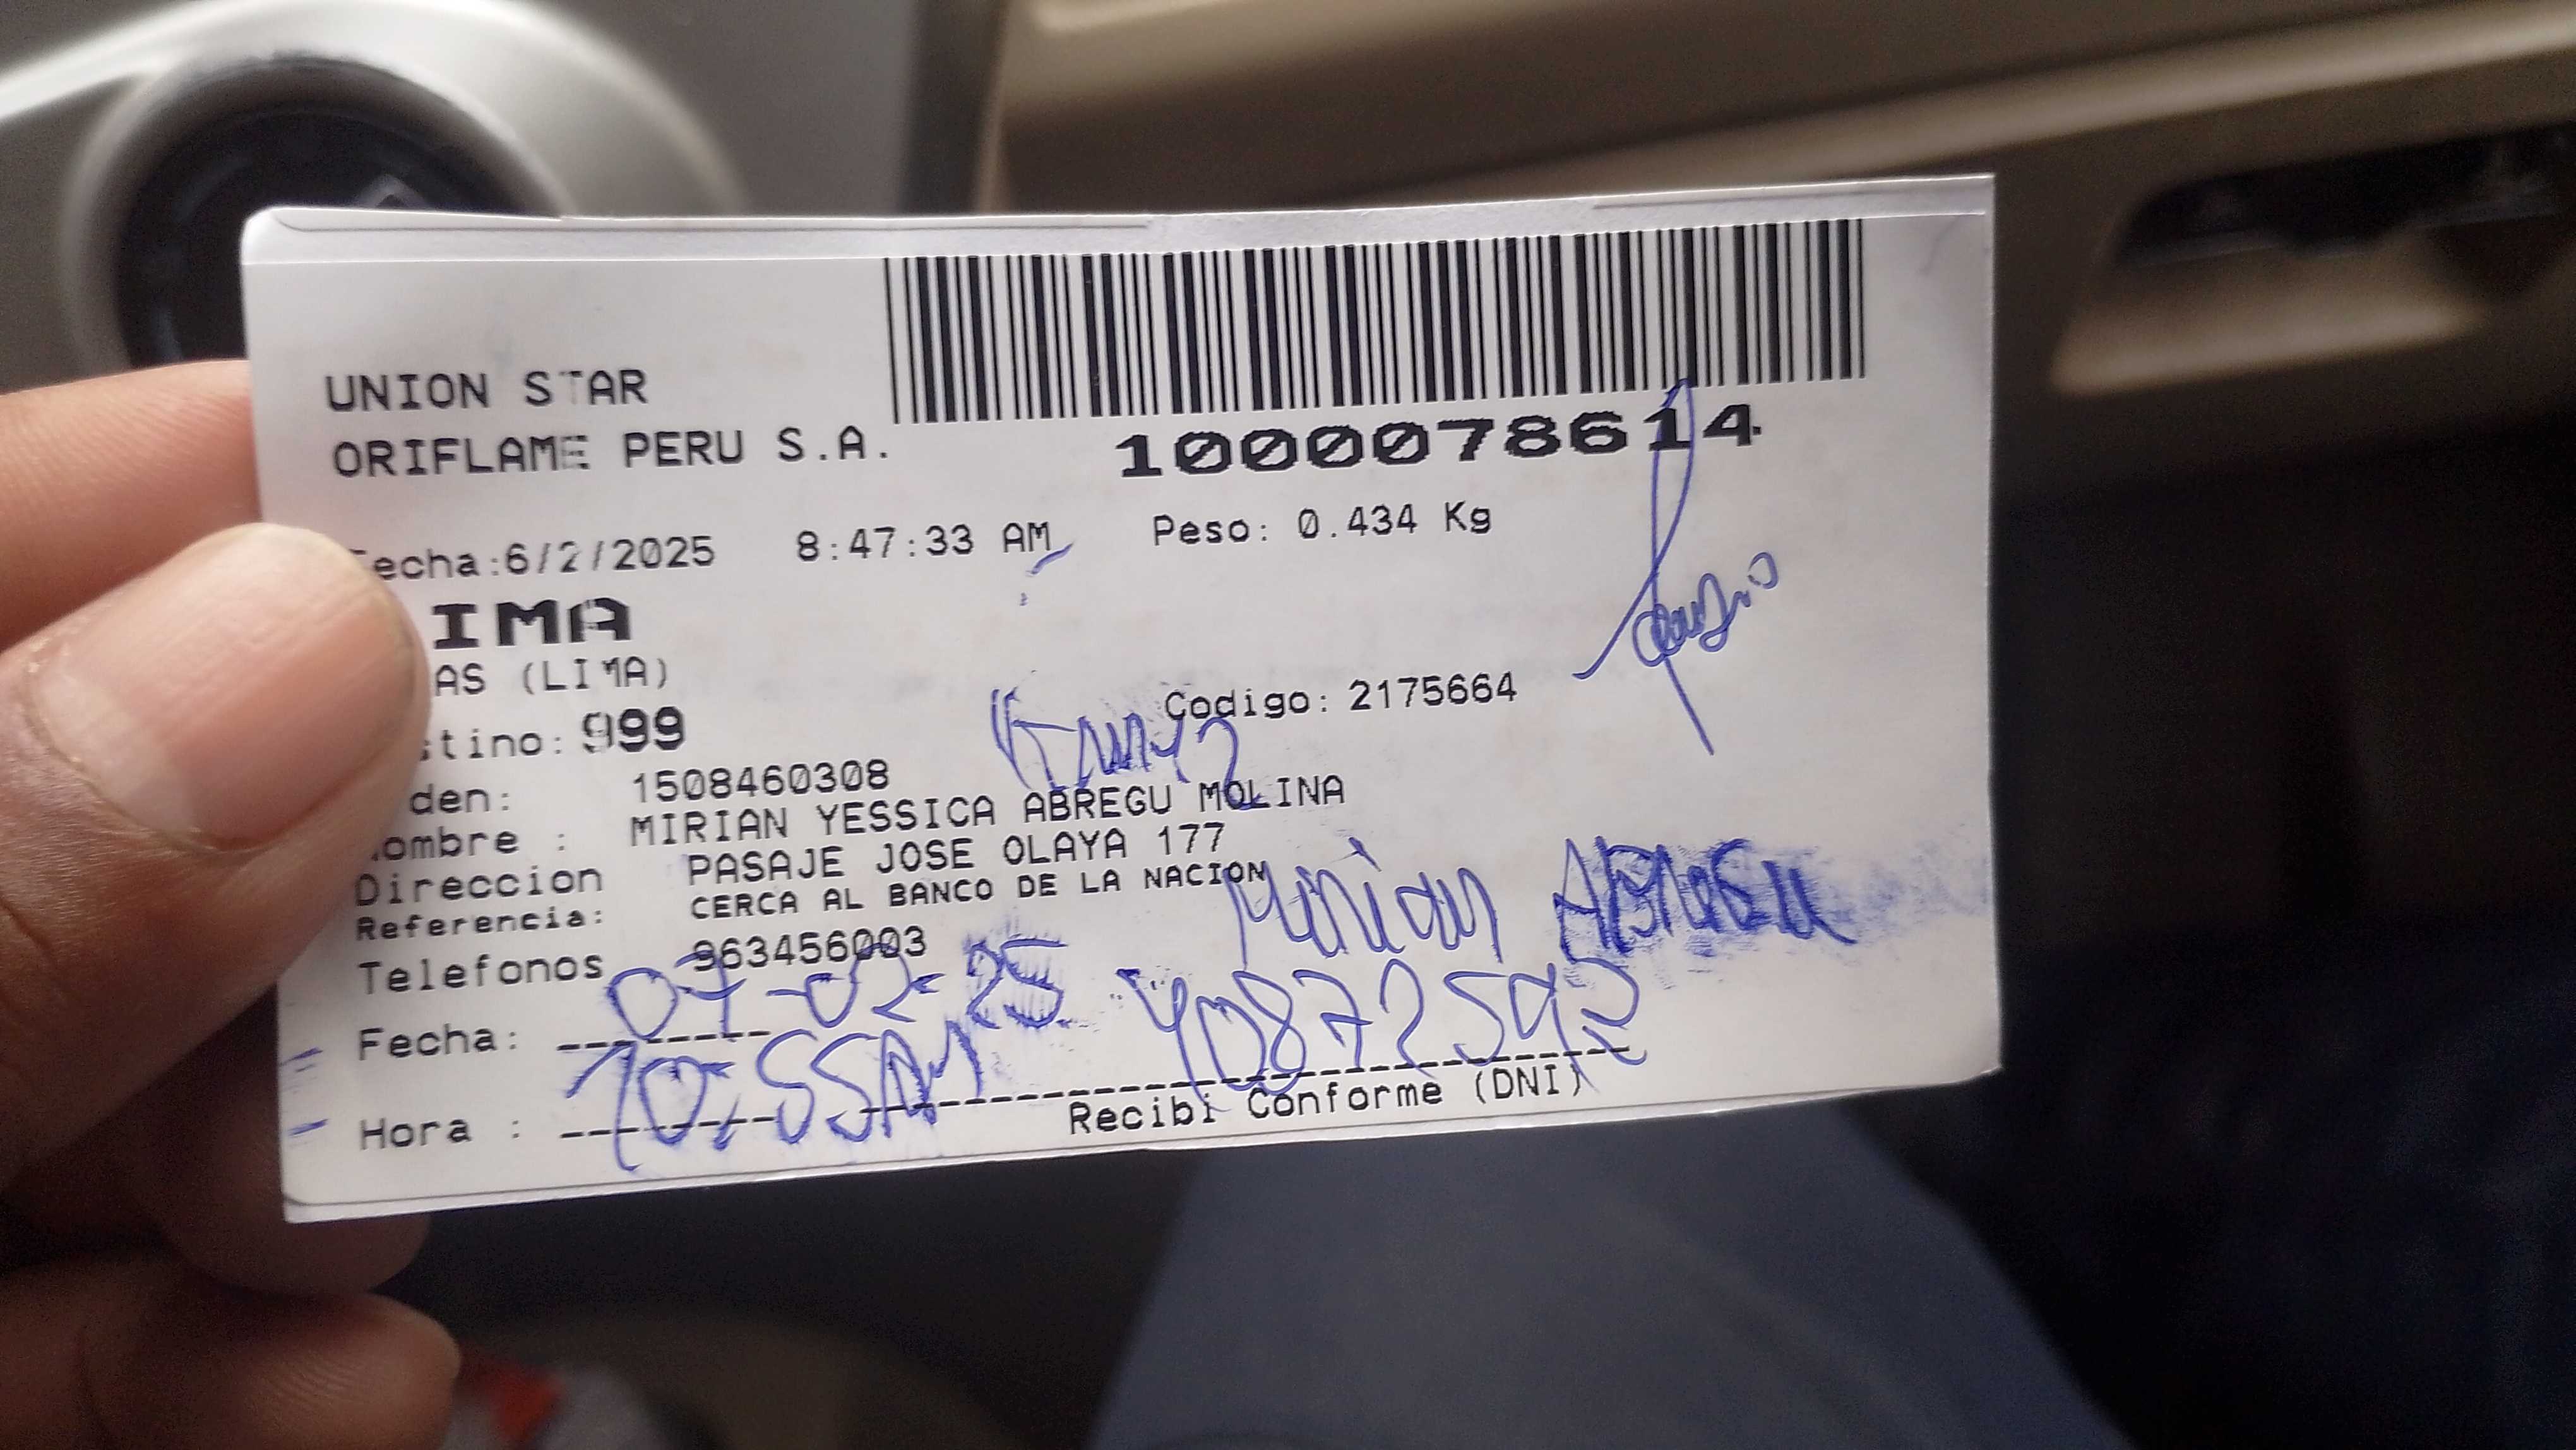 UNION STAR
ORIFLAME PERU S.A.
1000078614
echa:6/2/2025 8:47:33 AM Peso: 0.434 Kg
IMA
AS (LIMA)
Codigo: 2175664
stino: 999
den: 1508460308
ombre : MIRIAN YESSICA ABREGU MOLINA
Direccion PASAJE JOSE OLAYA 177
Referencia: CERCA AL BANCO DE LA NACION
Telefonos 963456003
Mirian Abregu
Fecha: 07-02-25 40872592
Hora : 10:55AM
Recibi Conforme (DNI)